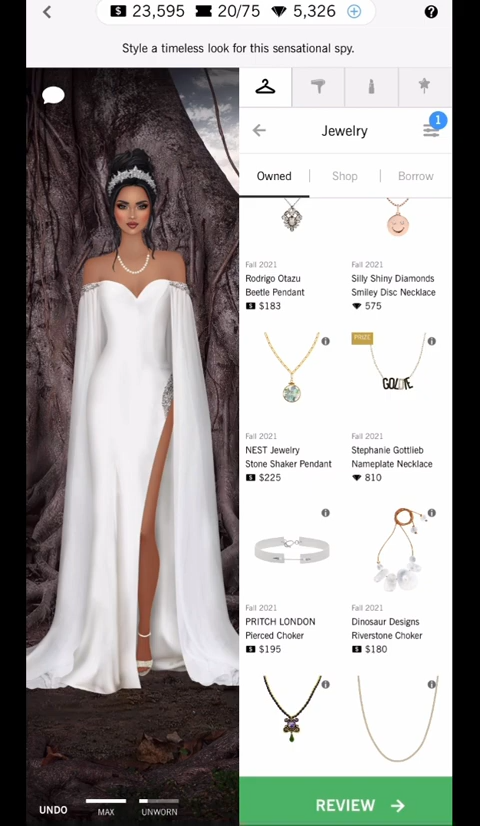 23,595 20/75 5,326
Style a timeless look for this sensational spy.
1
Jewelry
Owned Shop Borrow
Fall 2021
Rodrigo Otazu
Beetle Pendant
$183
Fall 2021
Silly Shiny Diamonds
Smiley Disc Necklace
575
PRIZE
GOLDIE
Fall 2021
NEST Jewelry
Stone Shaker Pendant
$225
Fall 2021
Stephanie Gottlieb
Nameplate Necklace
810
Fall 2021
PRITCH LONDON
Pierced Choker
$195
Fall 2021
Dinosaur Designs
Riverstone Choker
$180
UNDO
MAX
UNWORN
REVIEW